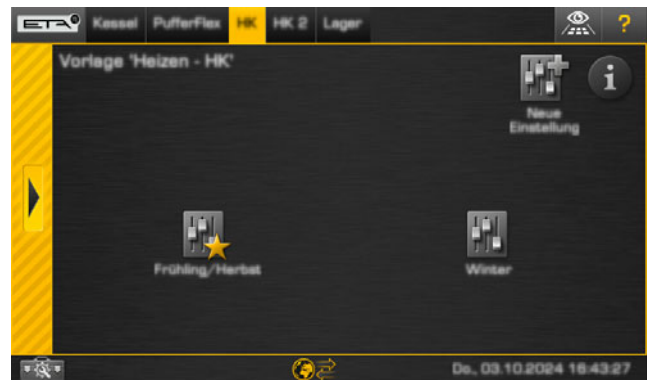 ETA Kessel PufferFlex HK HK 2 Lager ?
Vorlage 'Heizen - HK'
i
Neue
Einstellung
Frühling/Herbst
Winter
Do., 03.10.2024 16:43:27